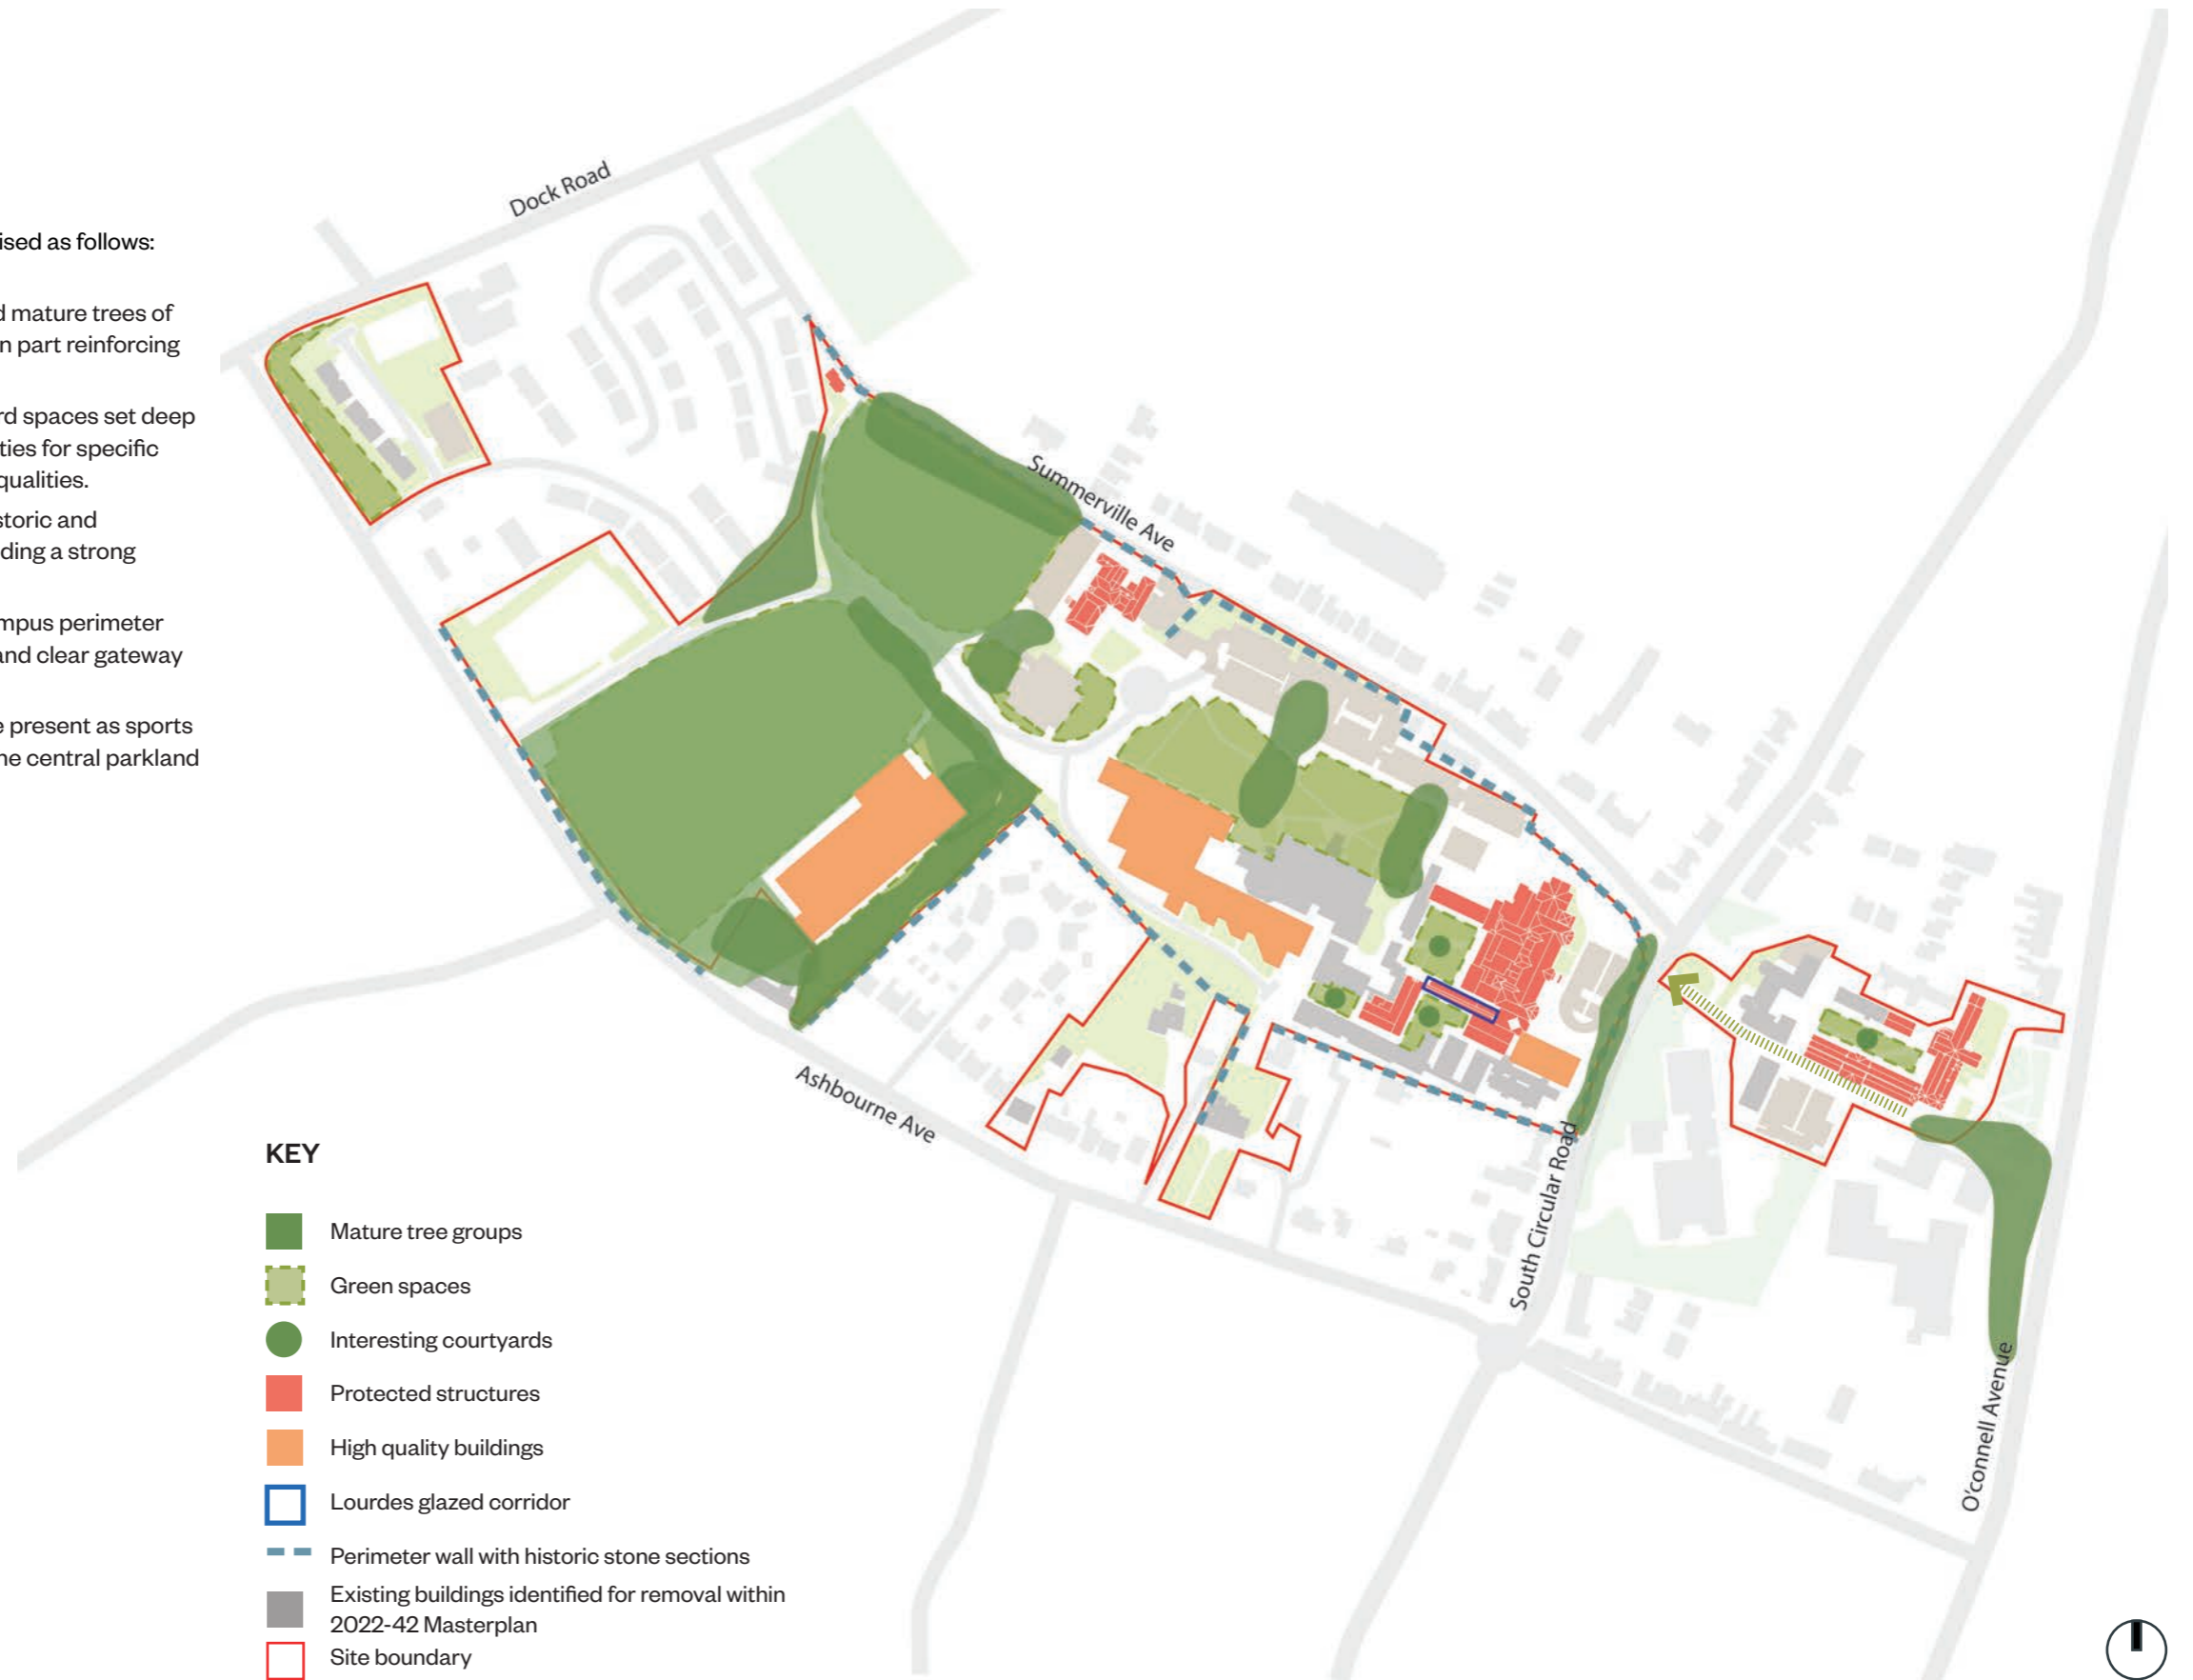 ised as follows:
d mature trees of
n part reinforcing
rd spaces set deep
ties for specific
qualities.
storic and
ding a strong
mpus perimeter
and clear gateway
e present as sports
ne central parkland
Dock Road
Summerville Ave
Ashbourne Ave
South Circular Road
O'connell Avenue
KEY
Mature tree groups
Green spaces
Interesting courtyards
Protected structures
High quality buildings
Lourdes glazed corridor
Perimeter wall with historic stone sections
Existing buildings identified for removal within
2022-42 Masterplan
Site boundary